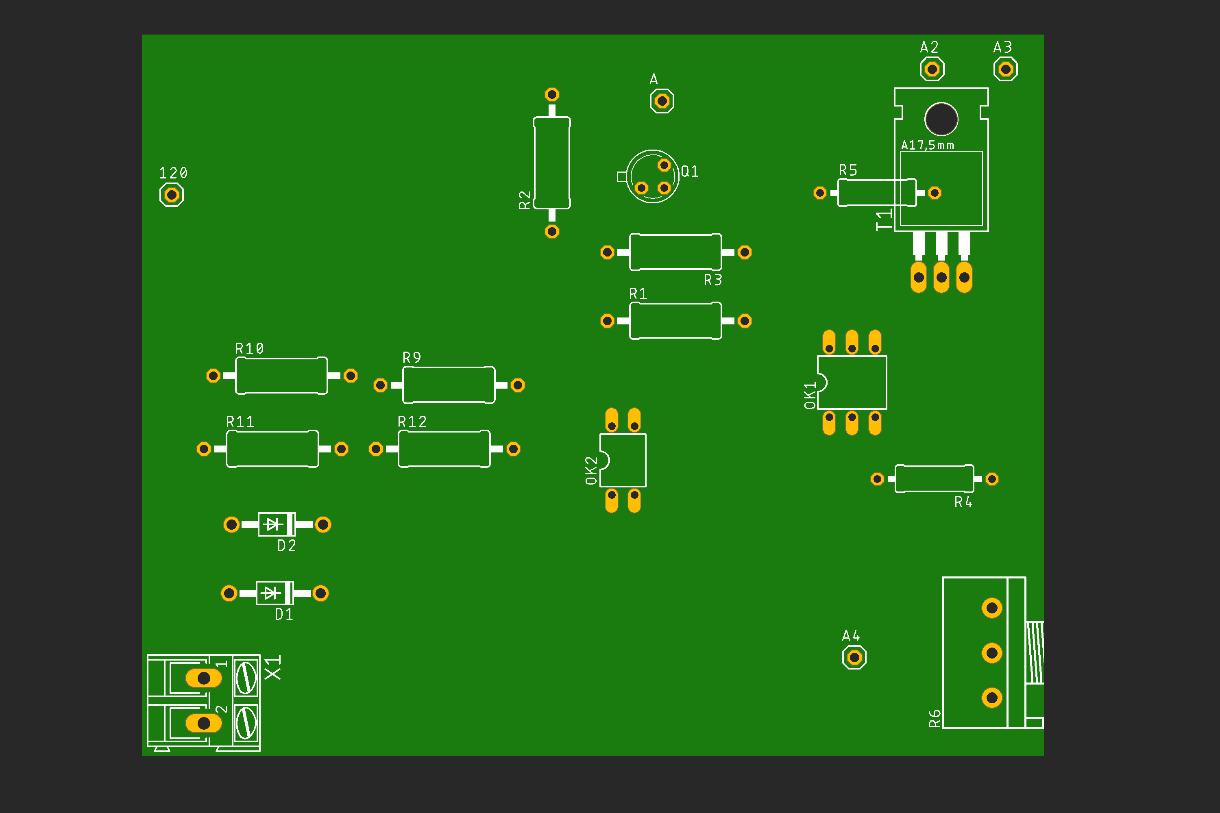 A2
A3
A
A17,5mm
120
Q1
R5
R2
T1
R3
R1
R10
R9
OK1
R11
R12
OK2
R4
D2
D1
A4
X1
1
2
R6